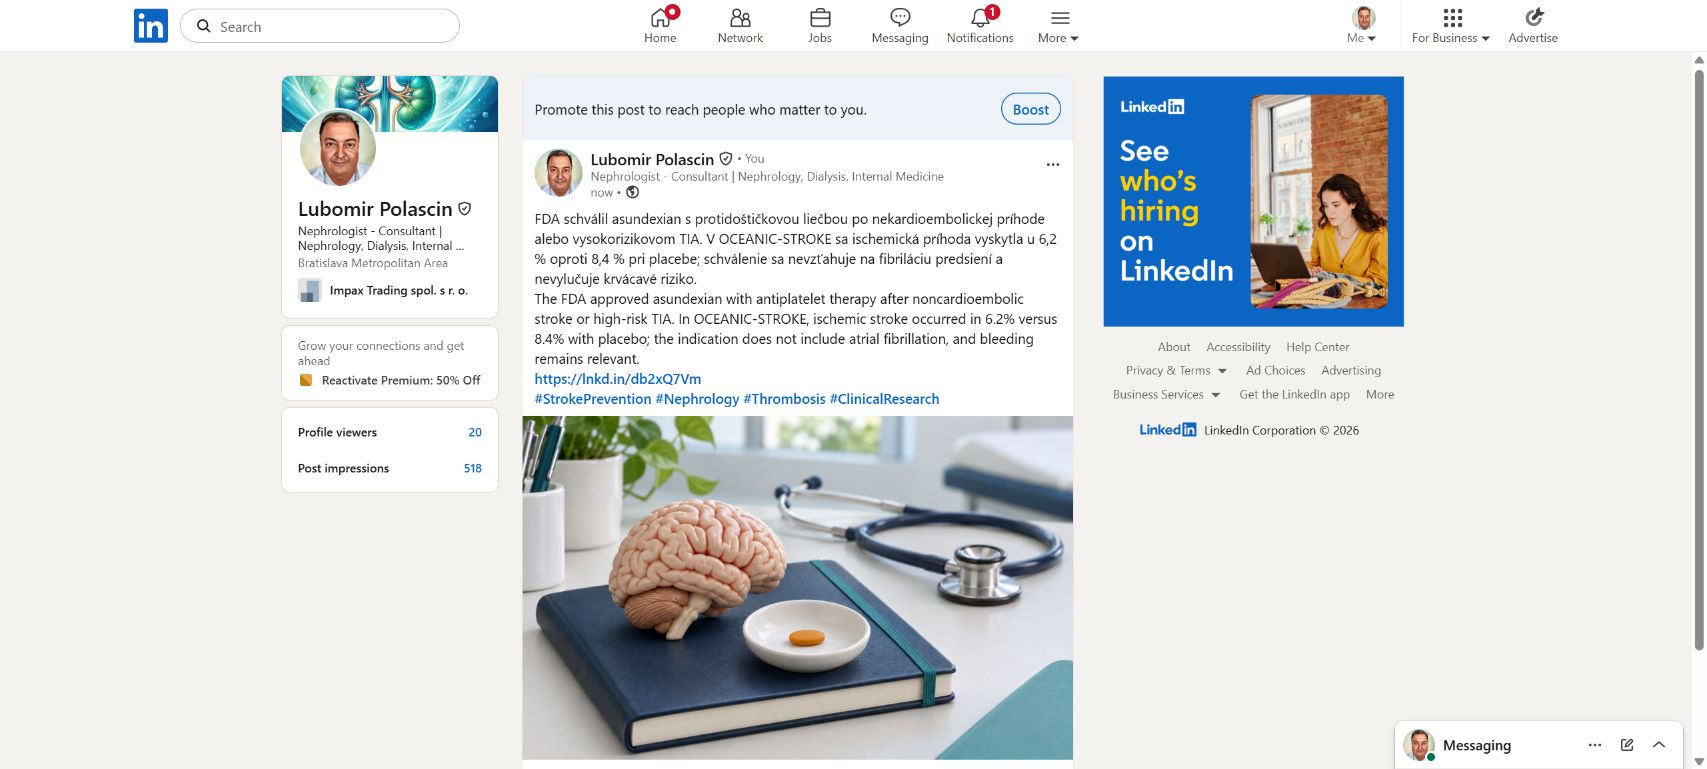 in
Search
Home
Network
Jobs
Messaging
1
Notifications
More
Me
For Business
Advertise
Lubomir Polascin
Nephrologist - Consultant |
Nephrology, Dialysis, Internal ...
Bratislava Metropolitan Area
Impax Trading spol. s r. o.
Grow your connections and get
ahead
Reactivate Premium: 50% Off
Profile viewers 20
Post impressions 518
Promote this post to reach people who matter to you.
Boost
Lubomir Polascin • You
Nephrologist - Consultant | Nephrology, Dialysis, Internal Medicine
now •
FDA schválil asundexian s protidoštičkovou liečbou po nekardioembolickej príhode
alebo vysokorizikovom TIA. V OCEANIC-STROKE sa ischemická príhoda vyskytla u 6,2
% oproti 8,4 % pri placebe; schválenie sa nevzťahuje na fibriláciu predsiení a
nevylučuje krvácavé riziko.
The FDA approved asundexian with antiplatelet therapy after noncardioembolic
stroke or high-risk TIA. In OCEANIC-STROKE, ischemic stroke occurred in 6.2% versus
8.4% with placebo; the indication does not include atrial fibrillation, and bleeding
remains relevant.
https://lnkd.in/db2xQ7Vm
#StrokePrevention #Nephrology #Thrombosis #ClinicalResearch
LinkedIn
See
who's
hiring
on
LinkedIn
About Accessibility Help Center
Privacy & Terms Ad Choices Advertising
Business Services Get the LinkedIn app More
LinkedIn LinkedIn Corporation © 2026
Messaging